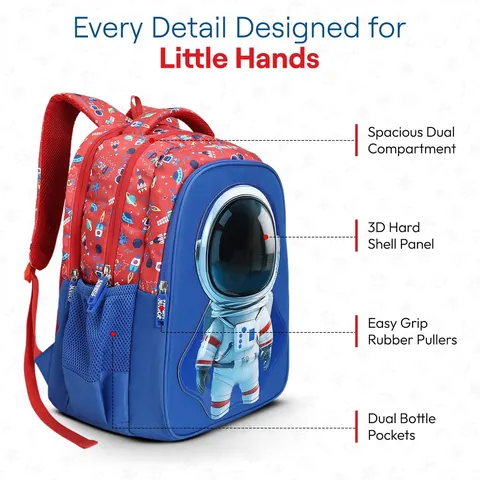 Every Detail Designed for
Little Hands
Spacious Dual
Compartment
3D Hard
Shell Panel
Easy Grip
Rubber Pullers
Dual Bottle
Pockets